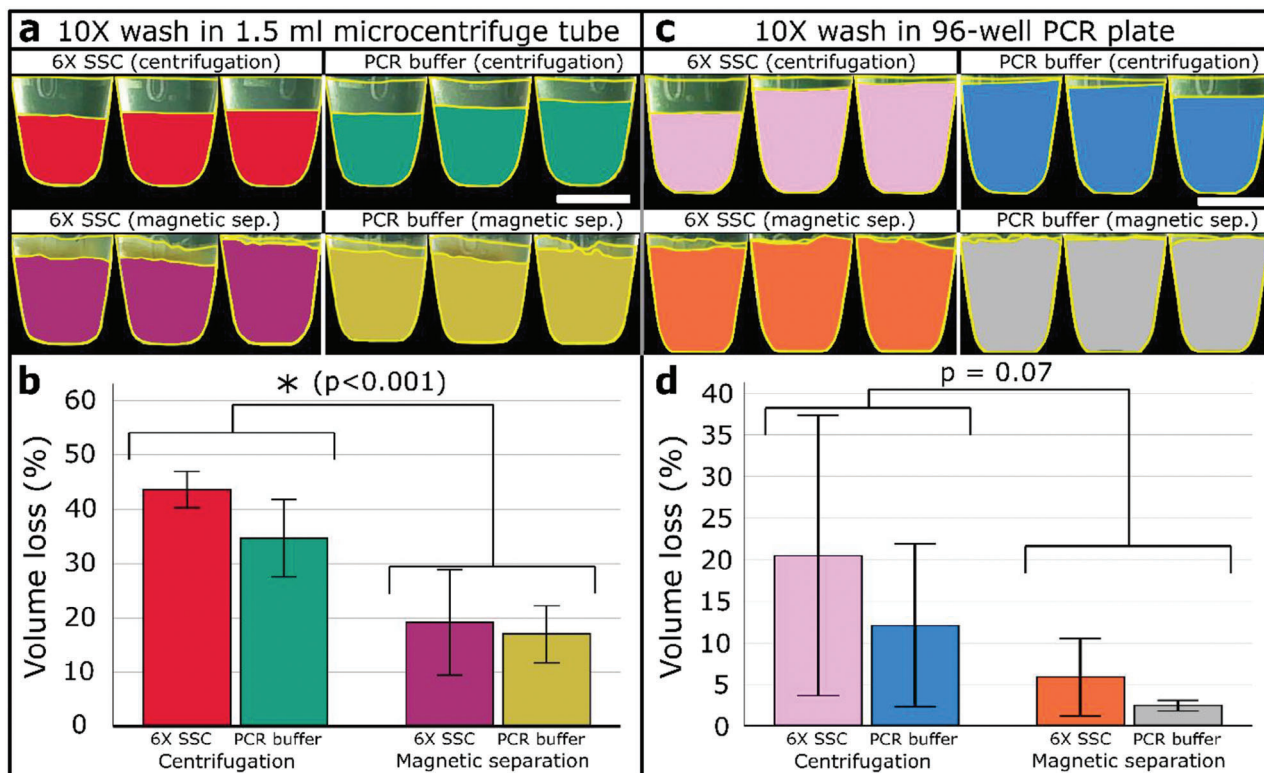 a 10X wash in 1.5 ml microcentrifuge tube
6X SSC (centrifugation) PCR buffer (centrifugation)
6X SSC (magnetic sep.) PCR buffer (magnetic sep.)
c 10X wash in 96-well PCR plate
6X SSC (centrifugation) PCR buffer (centrifugation)
6X SSC (magnetic sep.) PCR buffer (magnetic sep.)
b
* (p<0.001)
Volume loss (%)
60
50
40
30
20
10
0
6X SSC PCR buffer 6X SSC PCR buffer
Centrifugation Magnetic separation
d
p = 0.07
Volume loss (%)
40
35
30
25
20
15
10
5
0
6X SSC PCR buffer 6X SSC PCR buffer
Centrifugation Magnetic separation